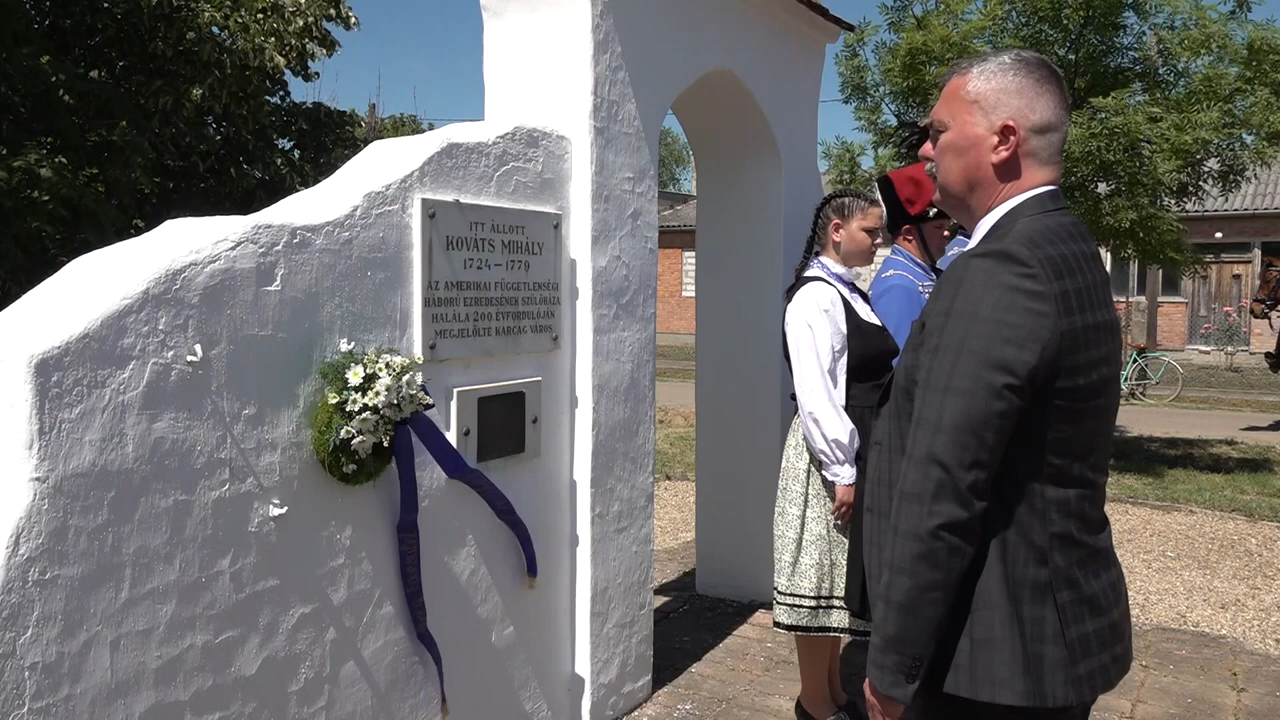 ITT ÁLLOTT
KOVÁTS MIHÁLY
1724–1779
AZ AMERIKAI FÜGGETLENSÉGI
HÁBORÚ EZREDESÉNEK SZÜLŐHÁZA
HALÁLA 200. ÉVFORDULÓJÁN
MEGJELÖLTE KARCAG VÁROS.